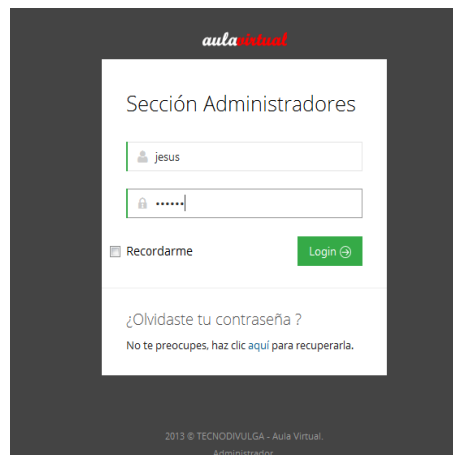 aulavirtual
Sección Administradores
jesus
••••••
Recordarme
Login
¿Olvidaste tu contraseña ?
No te preocupes, haz clic aquí para recuperarla.
2013 © TECNODIVULGA - Aula Virtual.
Administrador